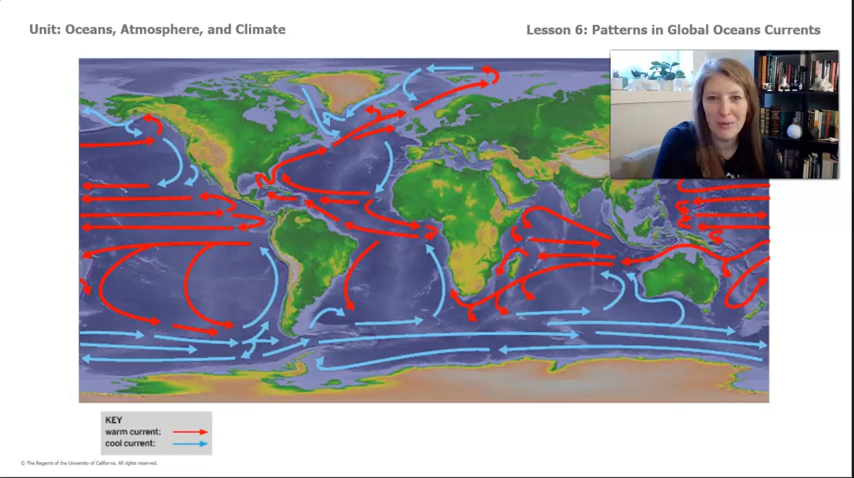 Unit: Oceans, Atmosphere, and Climate
Lesson 6: Patterns in Global Oceans Currents
KEY
warm current:
cool current:
© The Regents of the University of California. All rights reserved.